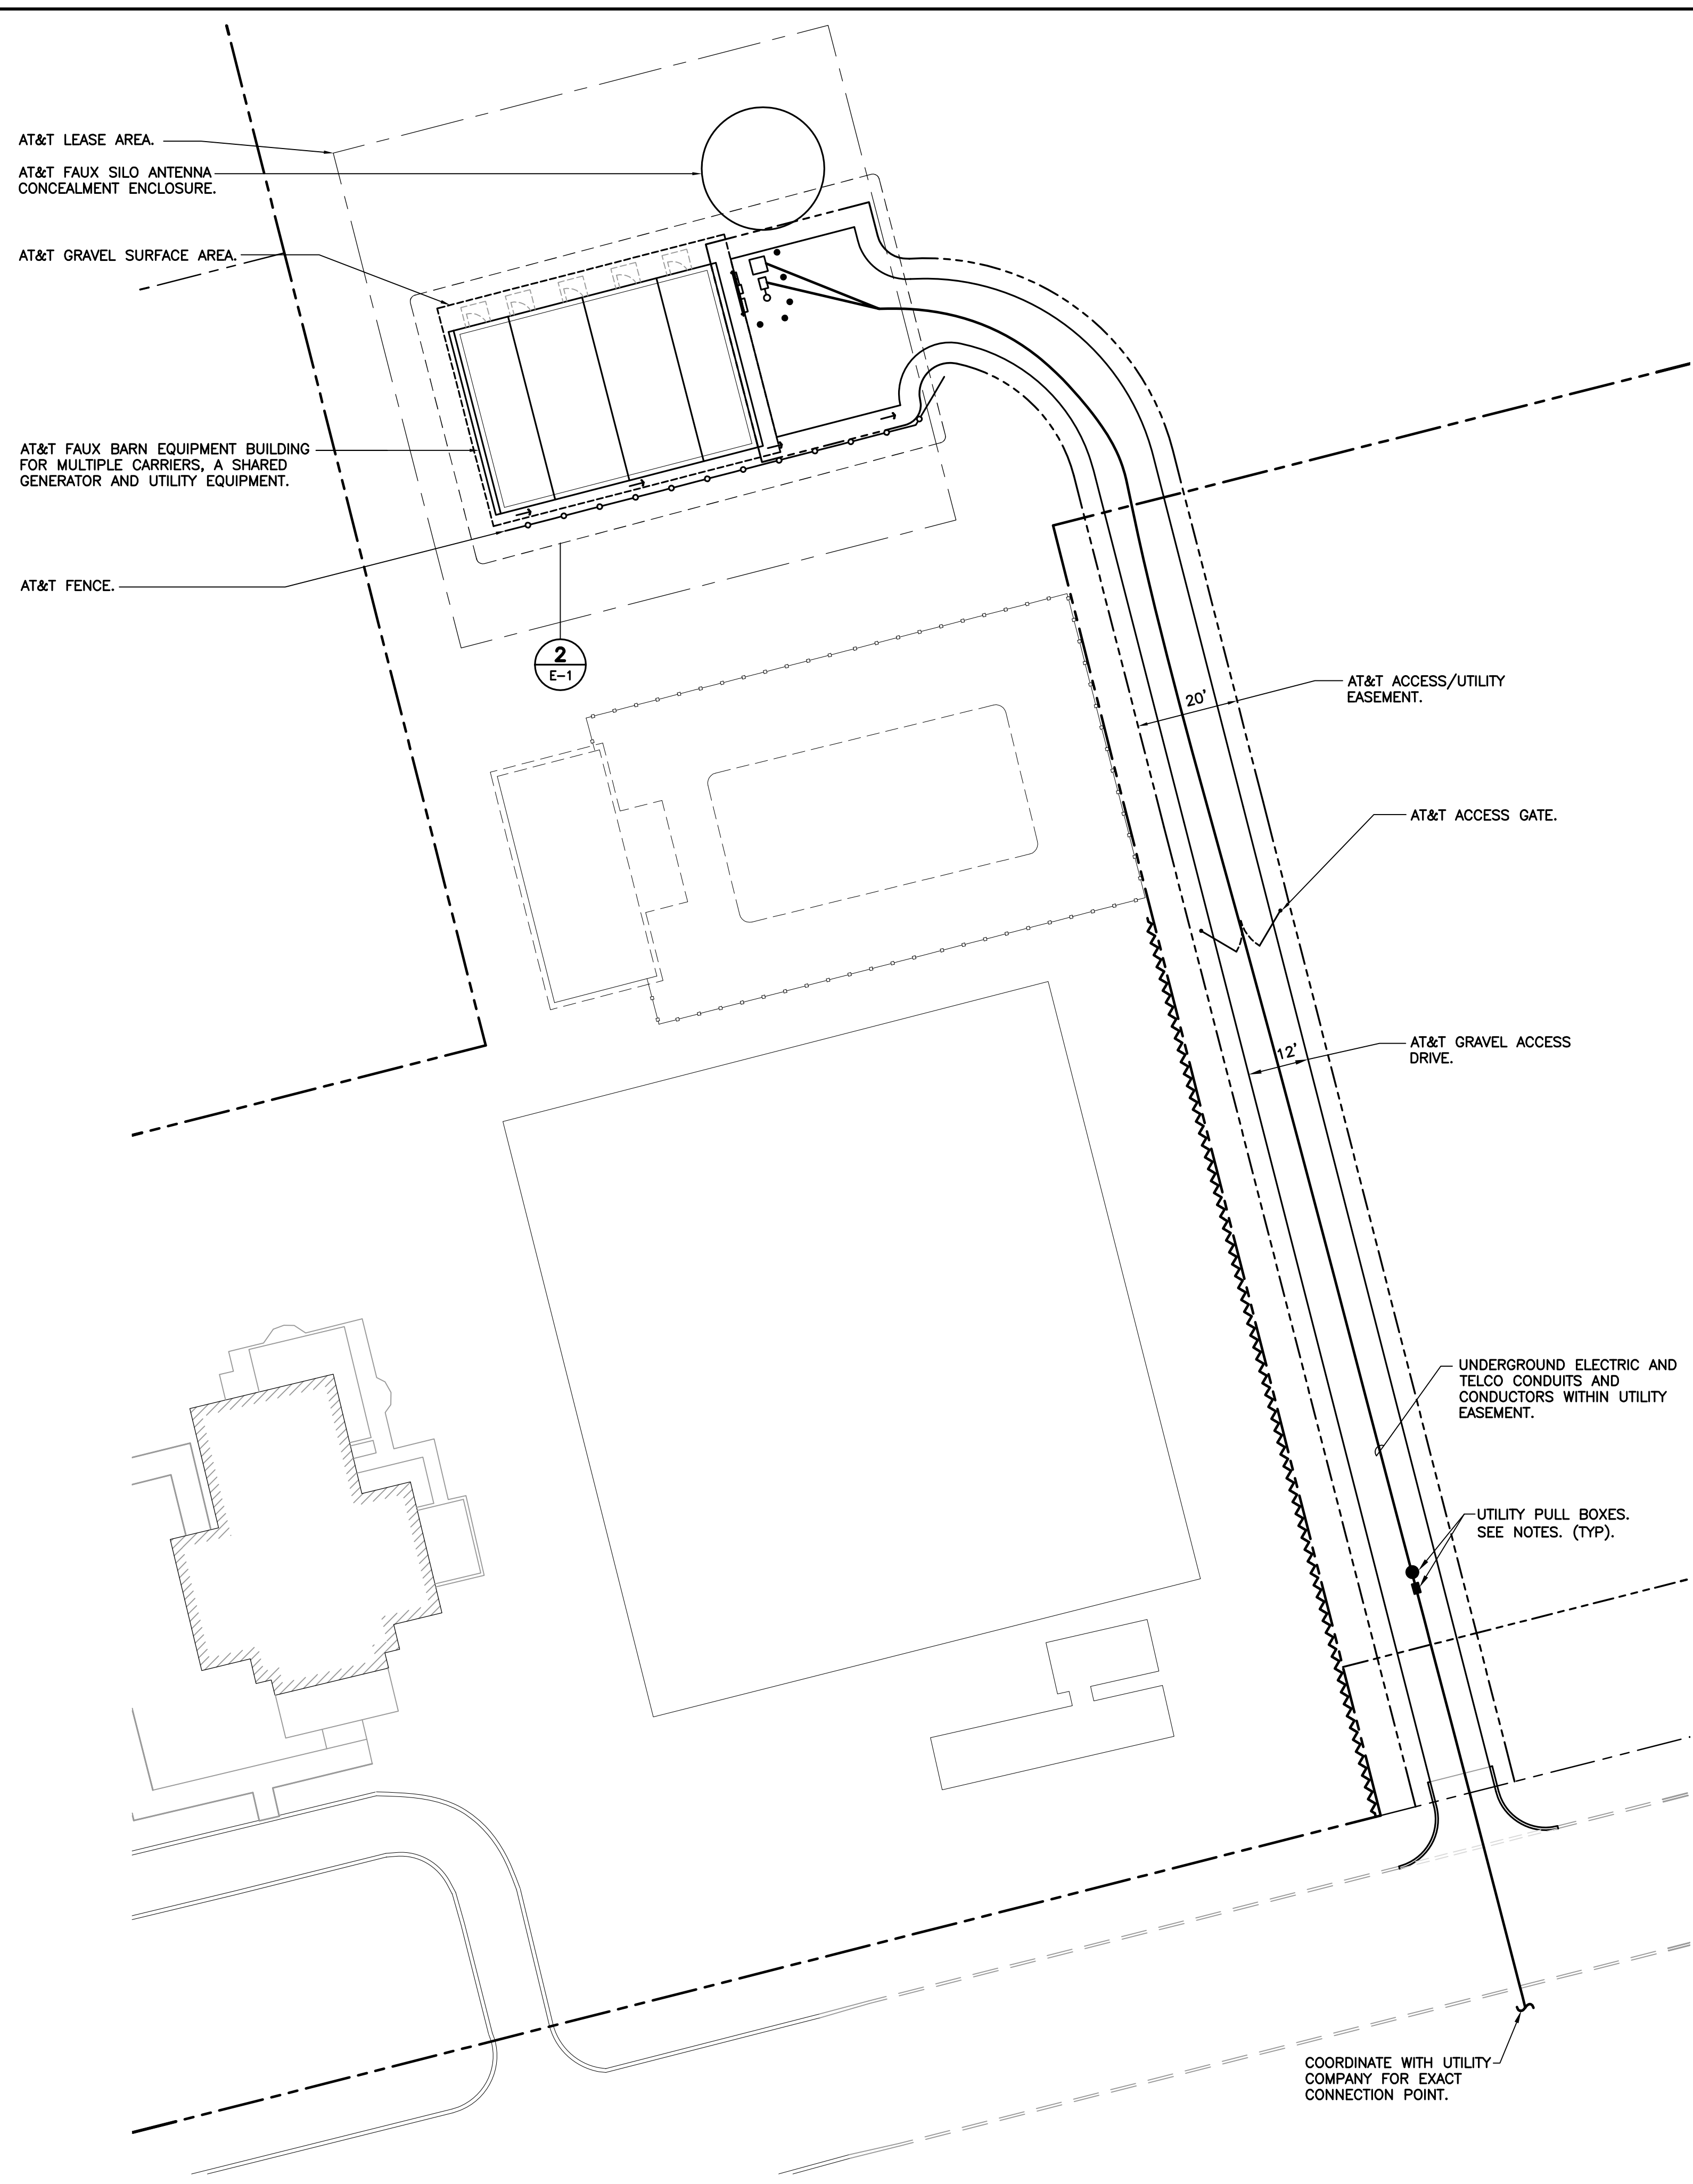 AT&T LEASE AREA.
AT&T FAUX SILO ANTENNA
CONCEALMENT ENCLOSURE.
AT&T GRAVEL SURFACE AREA.
AT&T FAUX BARN EQUIPMENT BUILDING
FOR MULTIPLE CARRIERS, A SHARED
GENERATOR AND UTILITY EQUIPMENT.
AT&T FENCE.
2
E-1
20'
AT&T ACCESS/UTILITY
EASEMENT.
AT&T ACCESS GATE.
12'
AT&T GRAVEL ACCESS
DRIVE.
UNDERGROUND ELECTRIC AND
TELCO CONDUITS AND
CONDUCTORS WITHIN UTILITY
EASEMENT.
UTILITY PULL BOXES.
SEE NOTES. (TYP).
COORDINATE WITH UTILITY
COMPANY FOR EXACT
CONNECTION POINT.